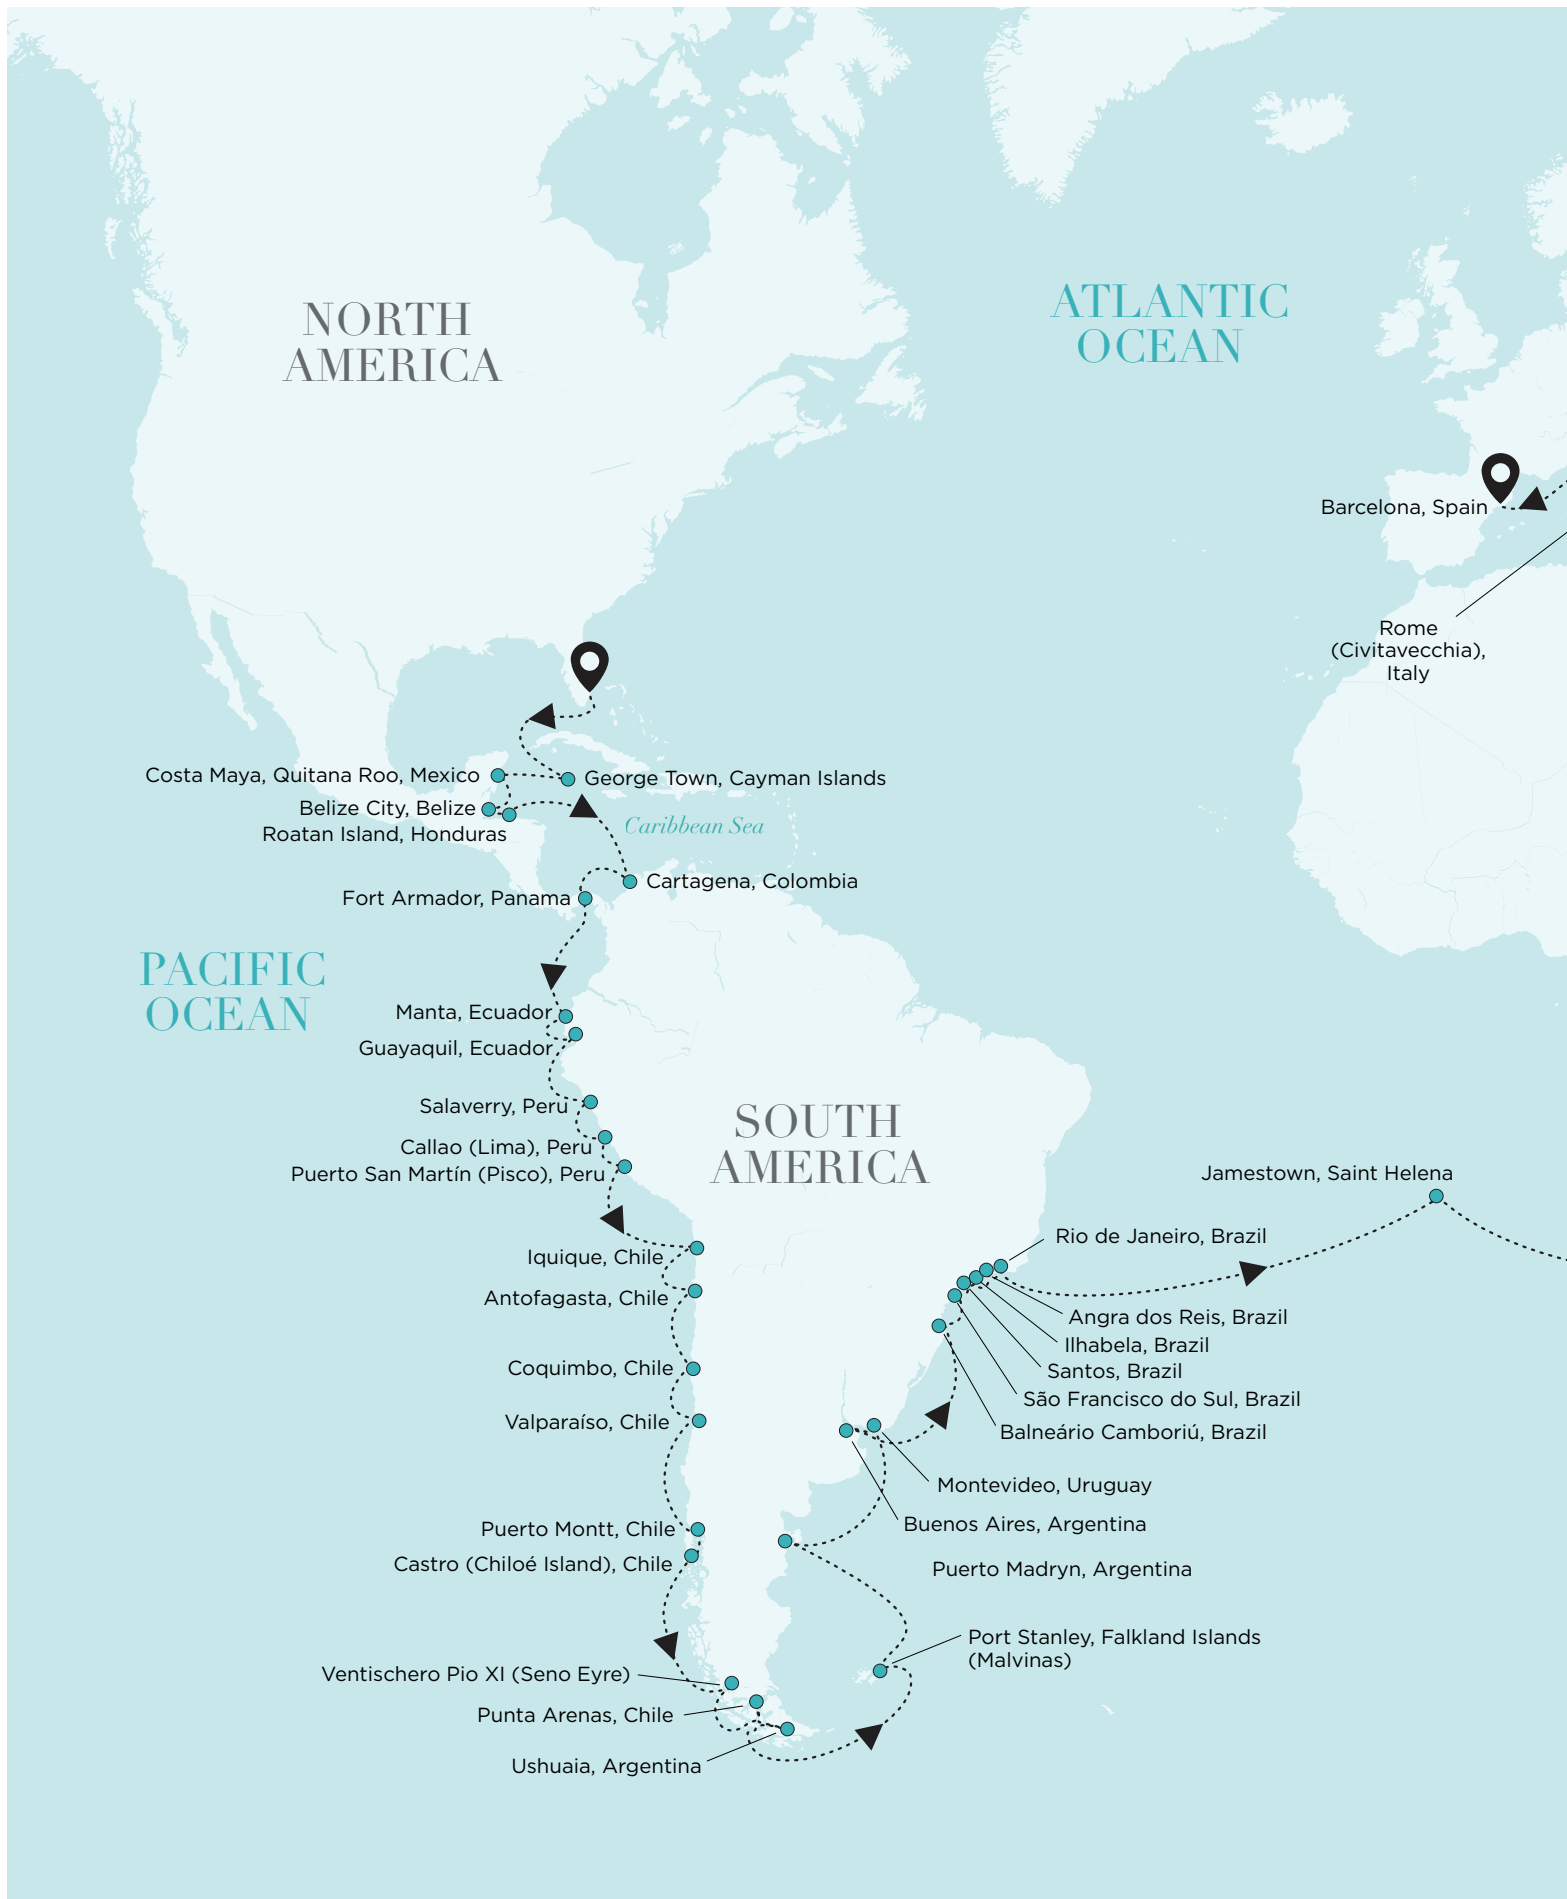 NORTH
AMERICA
ATLANTIC
OCEAN
Barcelona, Spain
Rome
(Civitavecchia),
Italy
Costa Maya, Quitana Roo, Mexico
George Town, Cayman Islands
Belize City, Belize
Roatan Island, Honduras
Caribbean Sea
Cartagena, Colombia
Fort Armador, Panama
PACIFIC
OCEAN
Manta, Ecuador
Guayaquil, Ecuador
Salaverry, Peru
Callao (Lima), Peru
Puerto San Martín (Pisco), Peru
SOUTH
AMERICA
Jamestown, Saint Helena
Rio de Janeiro, Brazil
Iquique, Chile
Antofagasta, Chile
Angra dos Reis, Brazil
Ilhabela, Brazil
Santos, Brazil
São Francisco do Sul, Brazil
Balneário Camboriú, Brazil
Coquimbo, Chile
Valparaíso, Chile
Montevideo, Uruguay
Buenos Aires, Argentina
Puerto Montt, Chile
Castro (Chiloé Island), Chile
Puerto Madryn, Argentina
Port Stanley, Falkland Islands
(Malvinas)
Ventischero Pio XI (Seno Eyre)
Punta Arenas, Chile
Ushuaia, Argentina